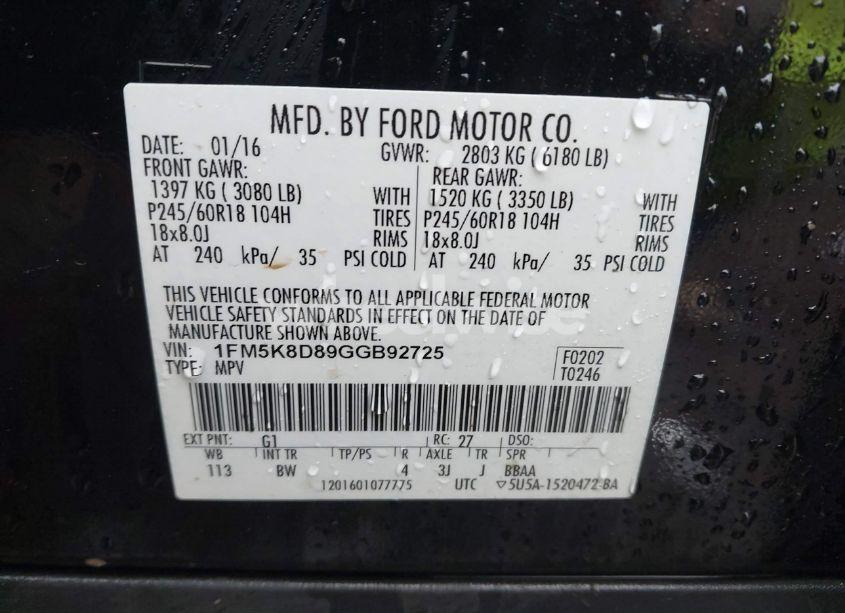 MFD. BY FORD MOTOR CO.
DATE: 01/16 GVWR: 2803 KG ( 6180 LB)
FRONT GAWR: REAR GAWR:
1397 KG ( 3080 LB) WITH 1520 KG ( 3350 LB) WITH
P245/60R18 104H TIRES P245/60R18 104H TIRES
18x8.0J RIMS 18x8.0J RIMS
AT 240 kPa/ 35 PSI COLD AT 240 kPa/ 35 PSI COLD
THIS VEHICLE CONFORMS TO ALL APPLICABLE FEDERAL MOTOR
VEHICLE SAFETY STANDARDS IN EFFECT ON THE DATE OF
MANUFACTURE SHOWN ABOVE.
VIN: 1FM5K8D89GGB92725 F0202
TYPE: MPV T0246
EXT PNT: G1 RC: 27 DSO:
WB INT TR TP/PS R AXLE TR SPR
113 BW 4 3J J BBAA
1201601077775 UTC ▽5U5A-1520472-BA